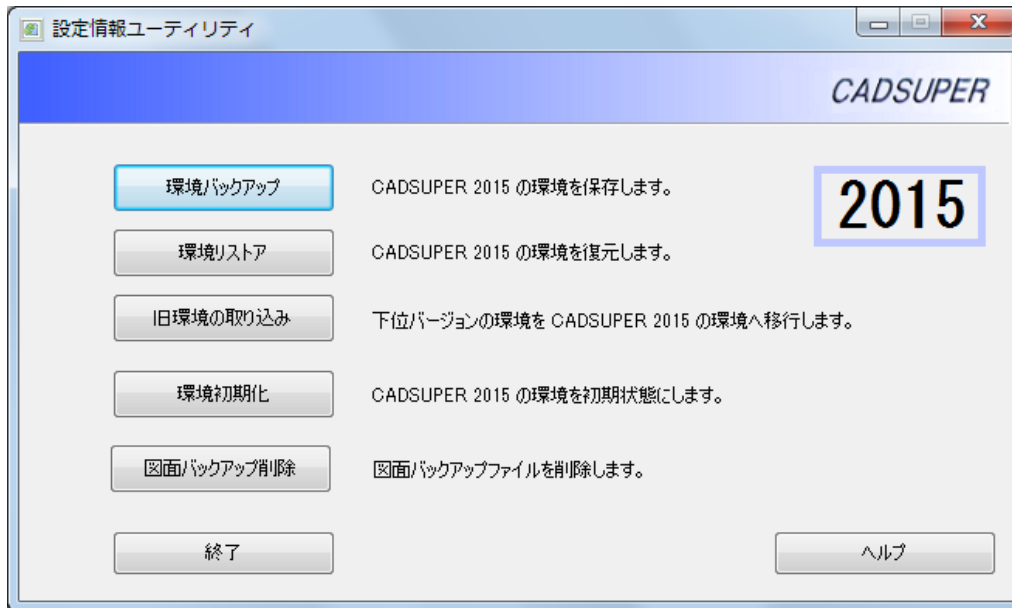 設定情報ユーティリティ
CADSUPER
環境バックアップ CADSUPER 2015 の環境を保存します。
2015
環境リストア CADSUPER 2015 の環境を復元します。
旧環境の取り込み 下位バージョンの環境を CADSUPER 2015 の環境へ移行します。
環境初期化 CADSUPER 2015 の環境を初期状態にします。
図面バックアップ削除 図面バックアップファイルを削除します。
終了 ヘルプ